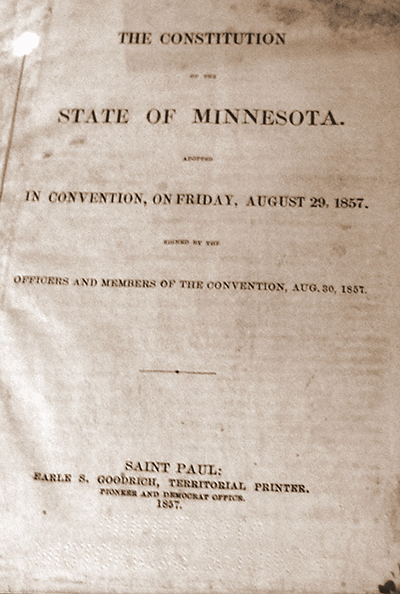 THE CONSTITUTION
OF THE
STATE OF MINNESOTA.
ADOPTED
IN CONVENTION, ON FRIDAY, AUGUST 29, 1857.
SIGNED BY THE
OFFICERS AND MEMBERS OF THE CONVENTION, AUG. 30, 1857.
SAINT PAUL:
EARLE S. GOODRICH, TERRITORIAL PRINTER.
PIONEER AND DEMOCRAT OFFICE.
1857.